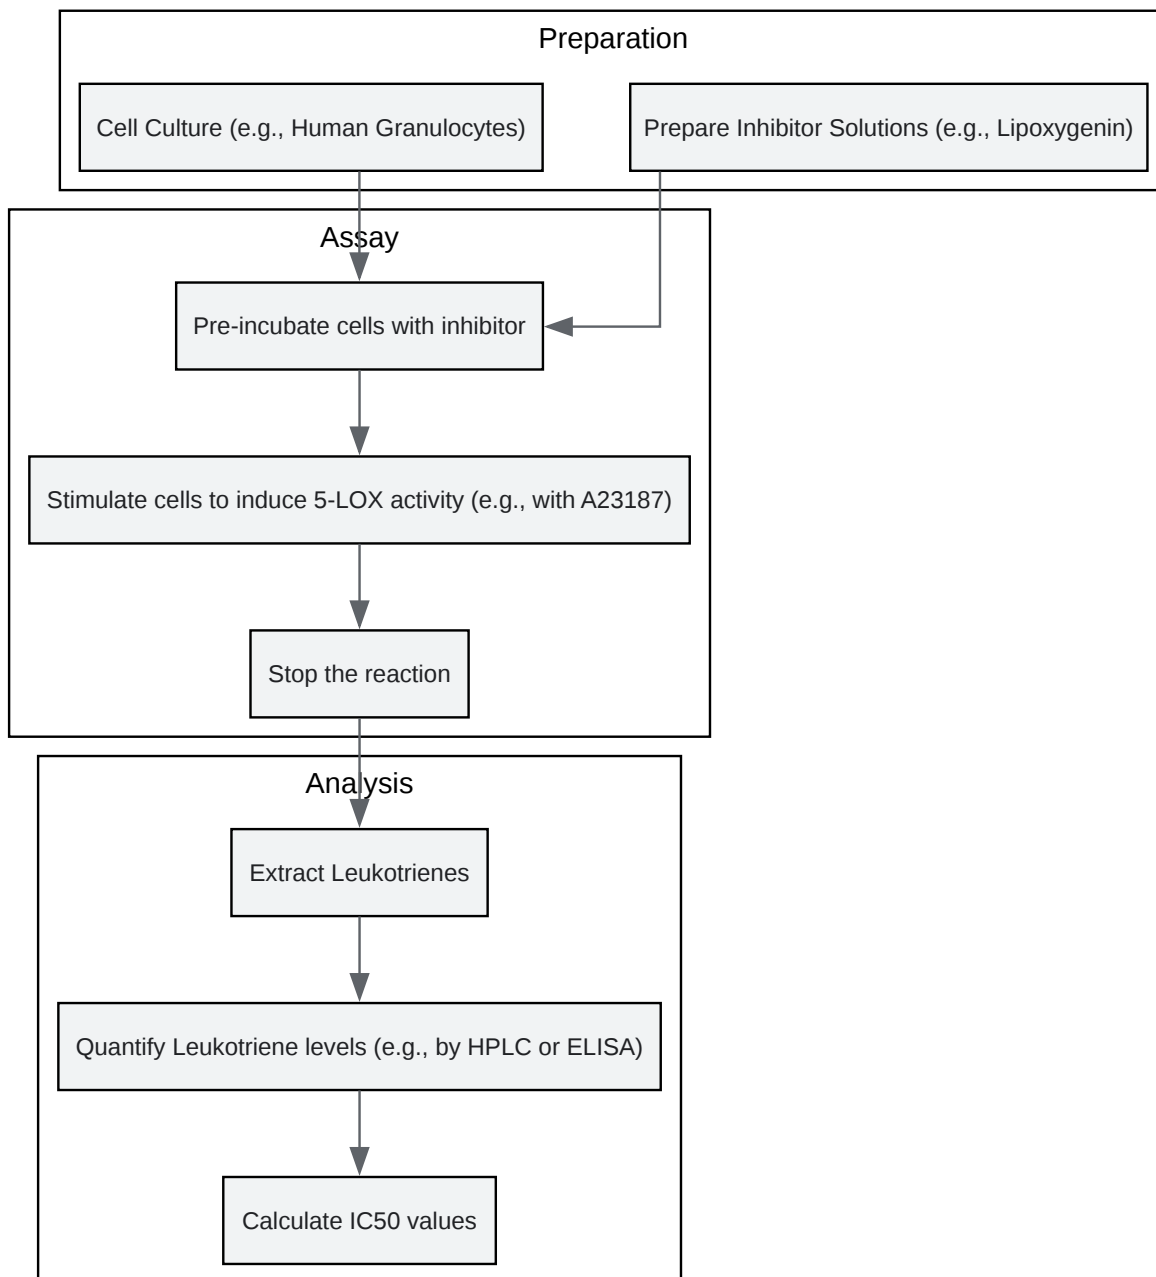 Preparation
Cell Culture (e.g., Human Granulocytes)
Prepare Inhibitor Solutions (e.g., Lipoxygenin)
Assay
Pre-incubate cells with inhibitor
Stimulate cells to induce 5-LOX activity (e.g., with A23187)
Stop the reaction
Analysis
Extract Leukotrienes
Quantify Leukotriene levels (e.g., by HPLC or ELISA)
Calculate IC50 values